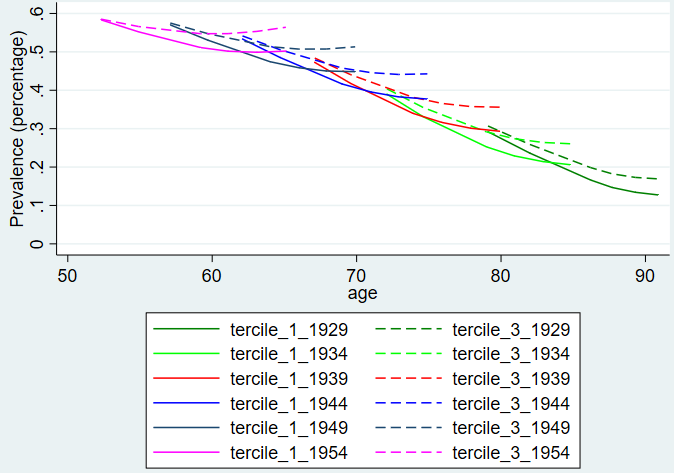 Prevalence (percentage)
.6
.5
.4
.3
.2
.1
0
50 60 70 80 90
age
tercile_1_1929 tercile_3_1929
tercile_1_1934 tercile_3_1934
tercile_1_1939 tercile_3_1939
tercile_1_1944 tercile_3_1944
tercile_1_1949 tercile_3_1949
tercile_1_1954 tercile_3_1954